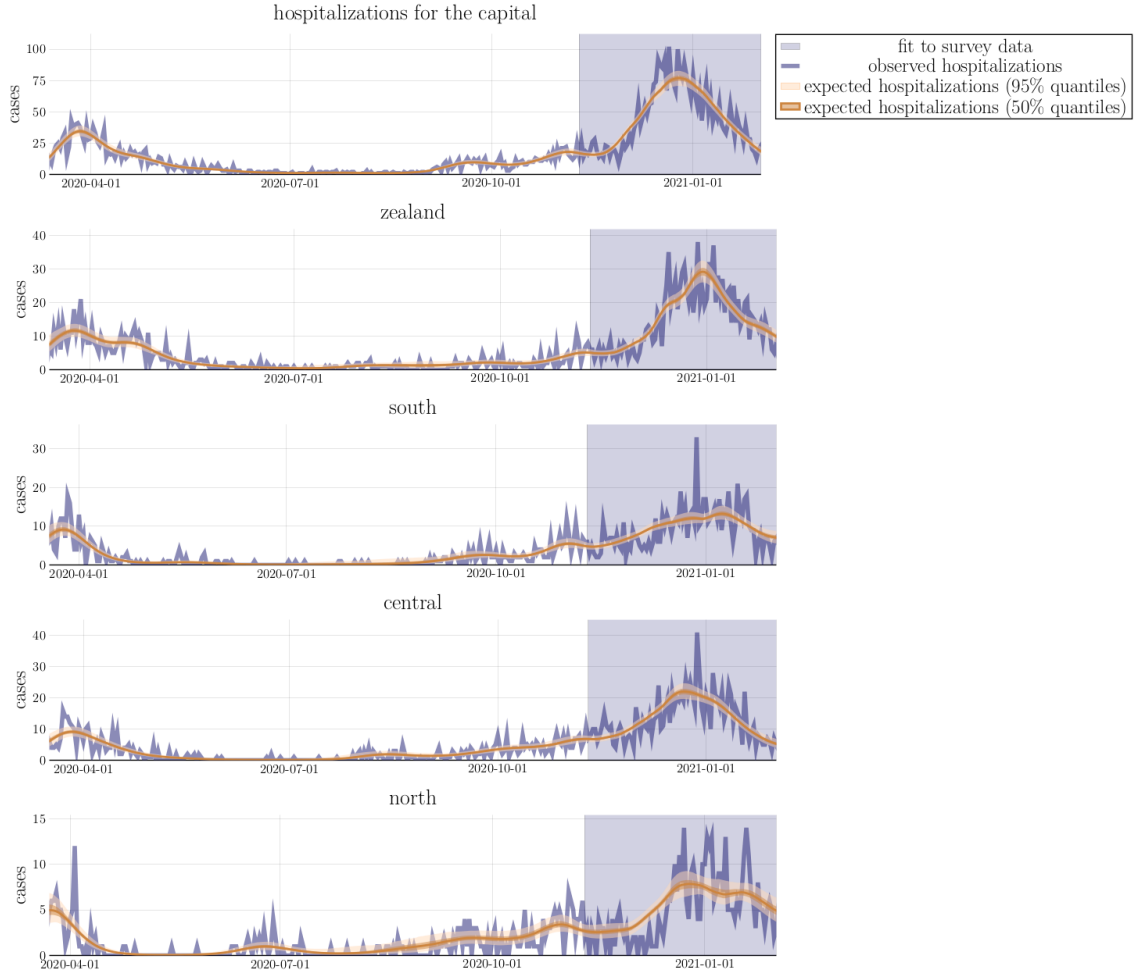 hospitalizations for the capital
fit to survey data
observed hospitalizations
expected hospitalizations (95% quantiles)
expected hospitalizations (50% quantiles)
cases
100
75
50
25
0
2020-04-01 2020-07-01 2020-10-01 2021-01-01
zealand
cases
40
30
20
10
0
2020-04-01 2020-07-01 2020-10-01 2021-01-01
south
cases
30
20
10
0
2020-04-01 2020-07-01 2020-10-01 2021-01-01
central
cases
40
30
20
10
0
2020-04-01 2020-07-01 2020-10-01 2021-01-01
north
cases
15
10
5
0
2020-04-01 2020-07-01 2020-10-01 2021-01-01